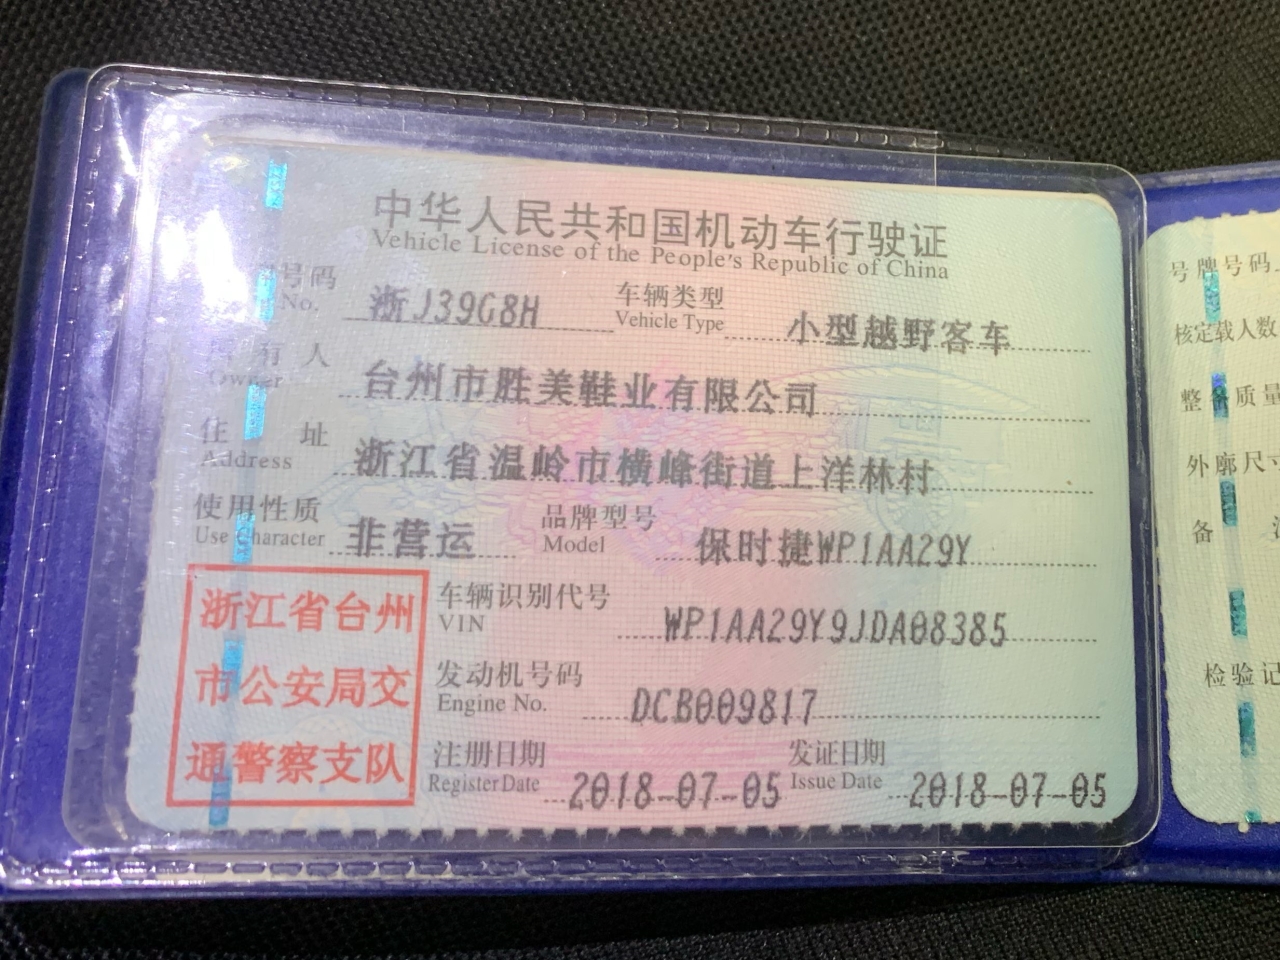 中华人民共和国机动车行驶证
Vehicle License of the People's Republic of China
号码 浙J39G8H 车辆类型 小型越野客车
No. Vehicle Type
有人 台州市胜美鞋业有限公司
Owner
住址 浙江省温岭市横峰街道上洋林村
Address
使用性质 非营运 品牌型号 保时捷WP1AA29Y
Use Character Model
浙江省台州
市公安局交
通警察支队
车辆识别代号 WP1AA29Y9JDA08385
VIN
发动机号码 DCB009817
Engine No.
注册日期 2018-07-05 发证日期 2018-07-05
Register Date Issue Date
号牌号码
核定载人数
整备质量
外廓尺寸
备
检验记